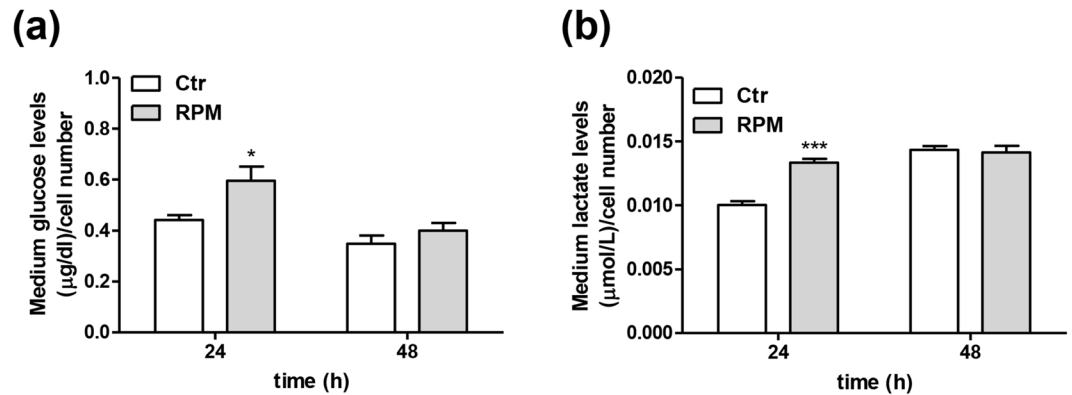 (a)
Medium glucose levels
(μg/dl)/cell number
1.0
0.8
0.6
0.4
0.2
0.0
Ctr
RPM
*
24
48
time (h)
(b)
Medium lactate levels
(μmol/L)/cell number
0.020
0.015
0.010
0.005
0.000
Ctr
RPM
***
24
48
time (h)